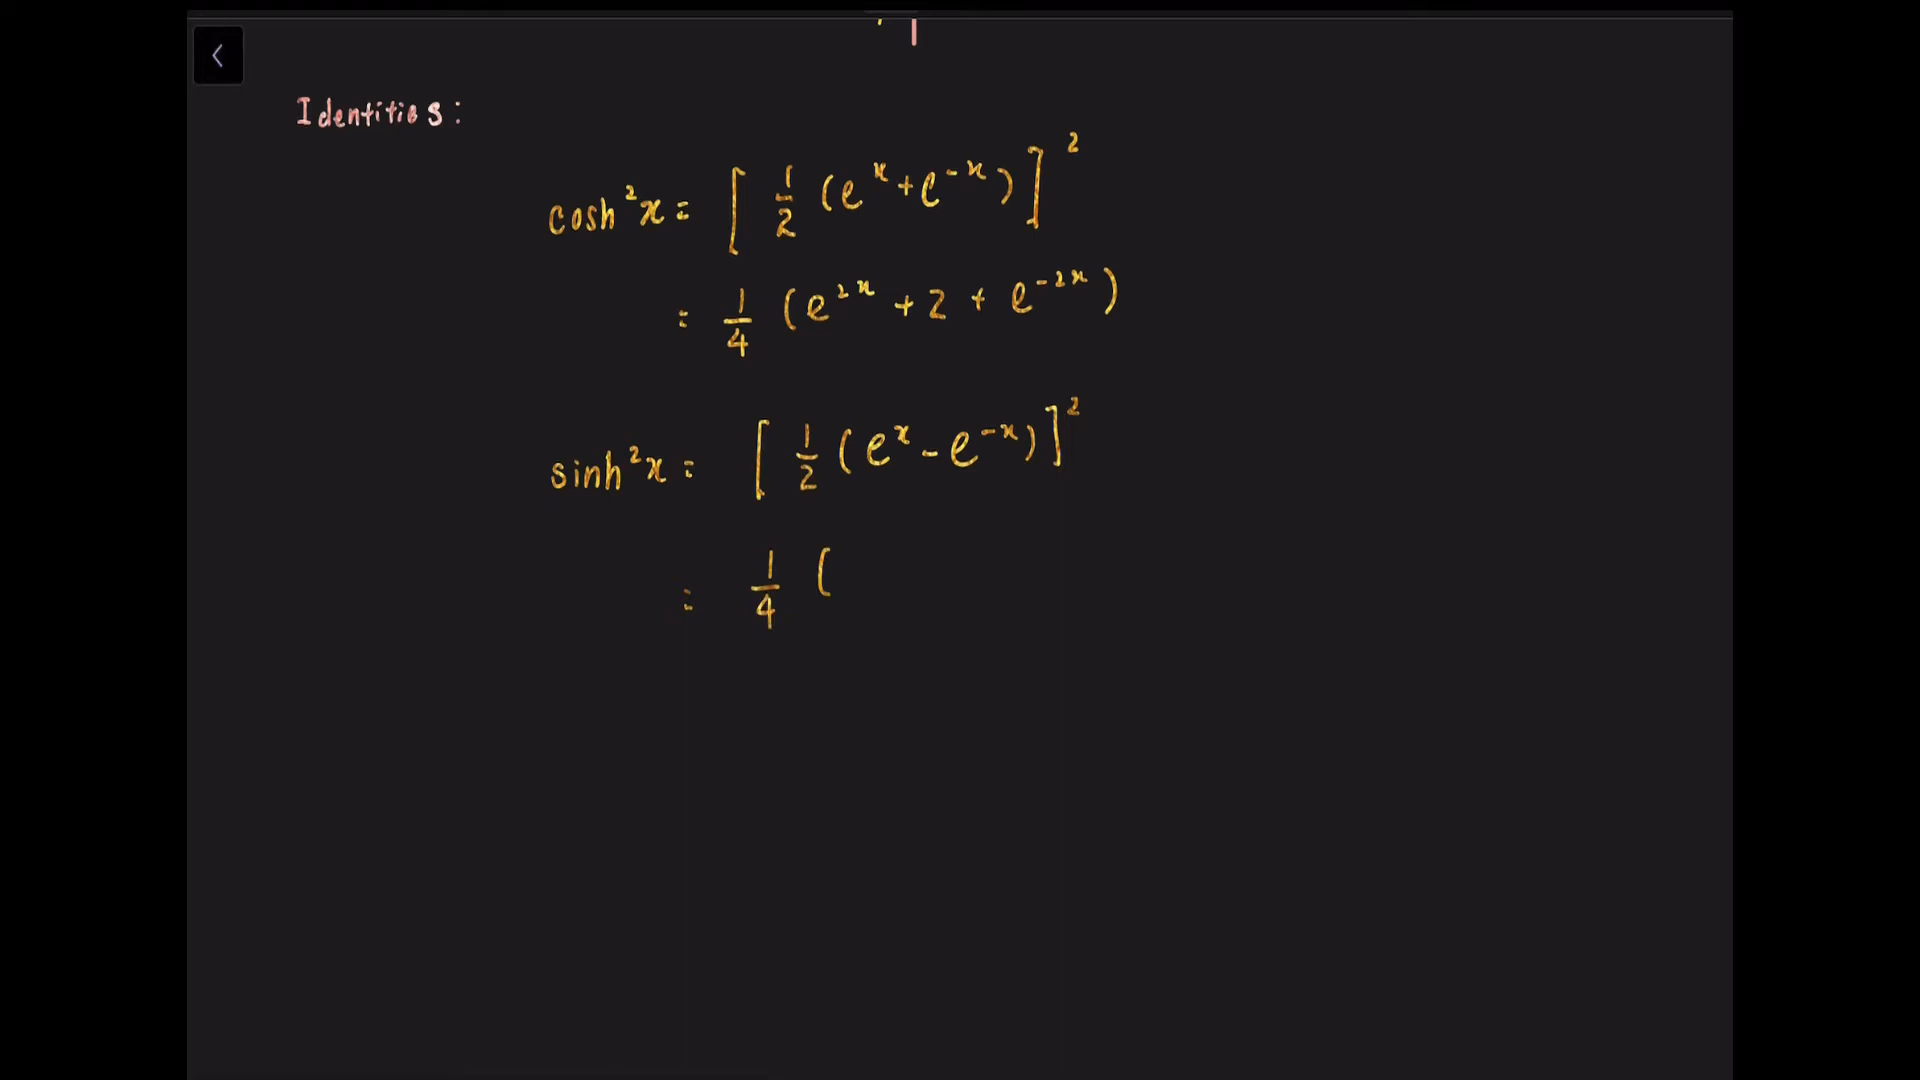 Identities:
cosh²x = [ 1/2 (eˣ + e⁻ˣ) ]²
= 1/4 (e²ˣ + 2 + e⁻²ˣ)
sinh²x = [ 1/2 (eˣ - e⁻ˣ) ]²
= 1/4 (